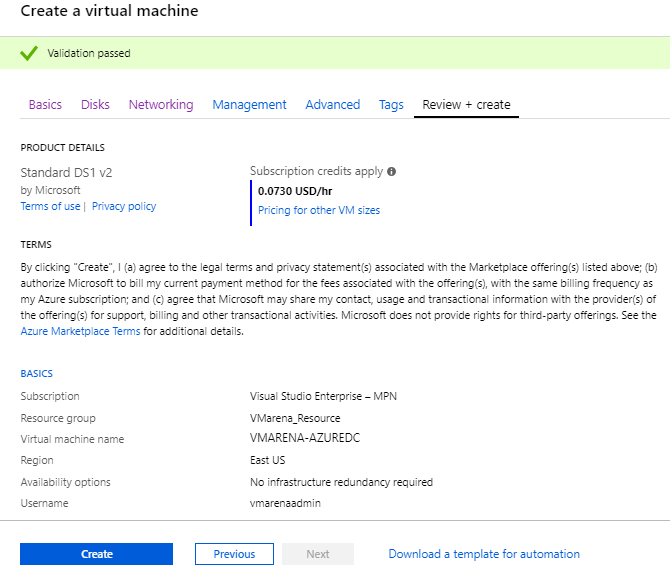 Create a virtual machine
Validation passed
Basics Disks Networking Management Advanced Tags Review + create
PRODUCT DETAILS
Standard DS1 v2
by Microsoft
Terms of use | Privacy policy
Subscription credits apply
0.0730 USD/hr
Pricing for other VM sizes
TERMS
By clicking "Create", I (a) agree to the legal terms and privacy statement(s) associated with the Marketplace offering(s) listed above; (b)
authorize Microsoft to bill my current payment method for the fees associated with the offering(s), with the same billing frequency as
my Azure subscription; and (c) agree that Microsoft may share my contact, usage and transactional information with the provider(s) of
the offering(s) for support, billing and other transactional activities. Microsoft does not provide rights for third-party offerings. See the
Azure Marketplace Terms for additional details.
BASICS
Subscription Visual Studio Enterprise – MPN
Resource group VMarena_Resource
Virtual machine name VMARENA-AZUREDC
Region East US
Availability options No infrastructure redundancy required
Username vmarenaadmin
Create Previous Next Download a template for automation